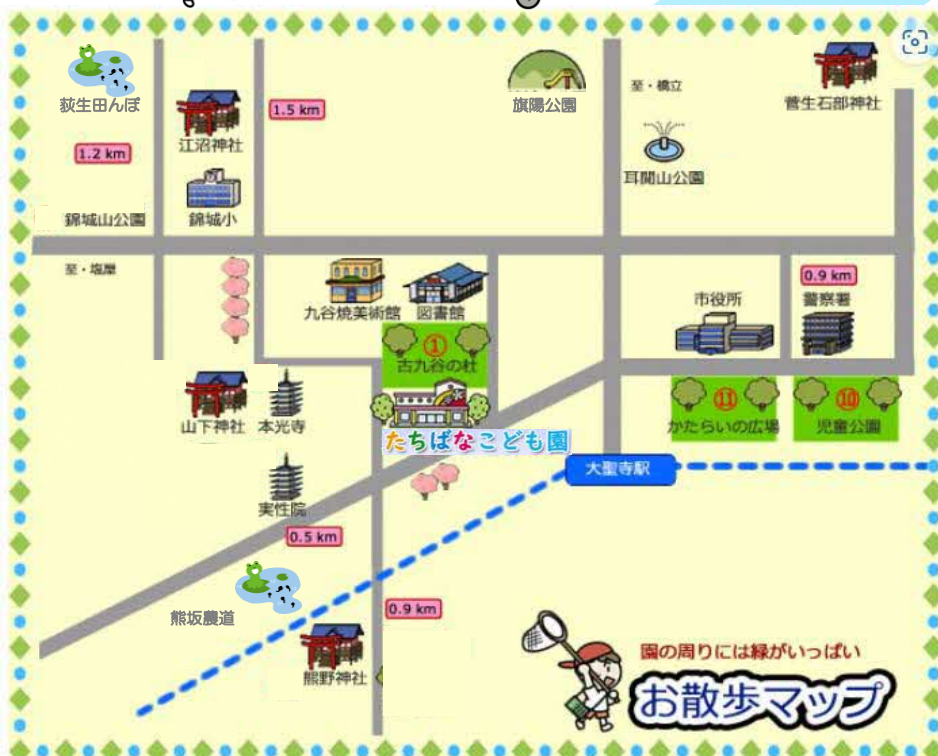 荻生田んぼ
江沼神社
1.5 km
旗陽公園
至・橋立
菅生石部神社
1.2 km
耳聞山公園
錦城山公園
錦城小
至・塩屋
九谷焼美術館
図書館
市役所
0.9 km
警察署
①
古九谷の杜
山下神社
本光寺
⑪
かたらいの広場
⑩
児童公園
たちばなこども園
大聖寺駅
実性院
0.5 km
熊坂農道
0.9 km
熊野神社
園の周りには緑がいっぱい
お散歩マップ